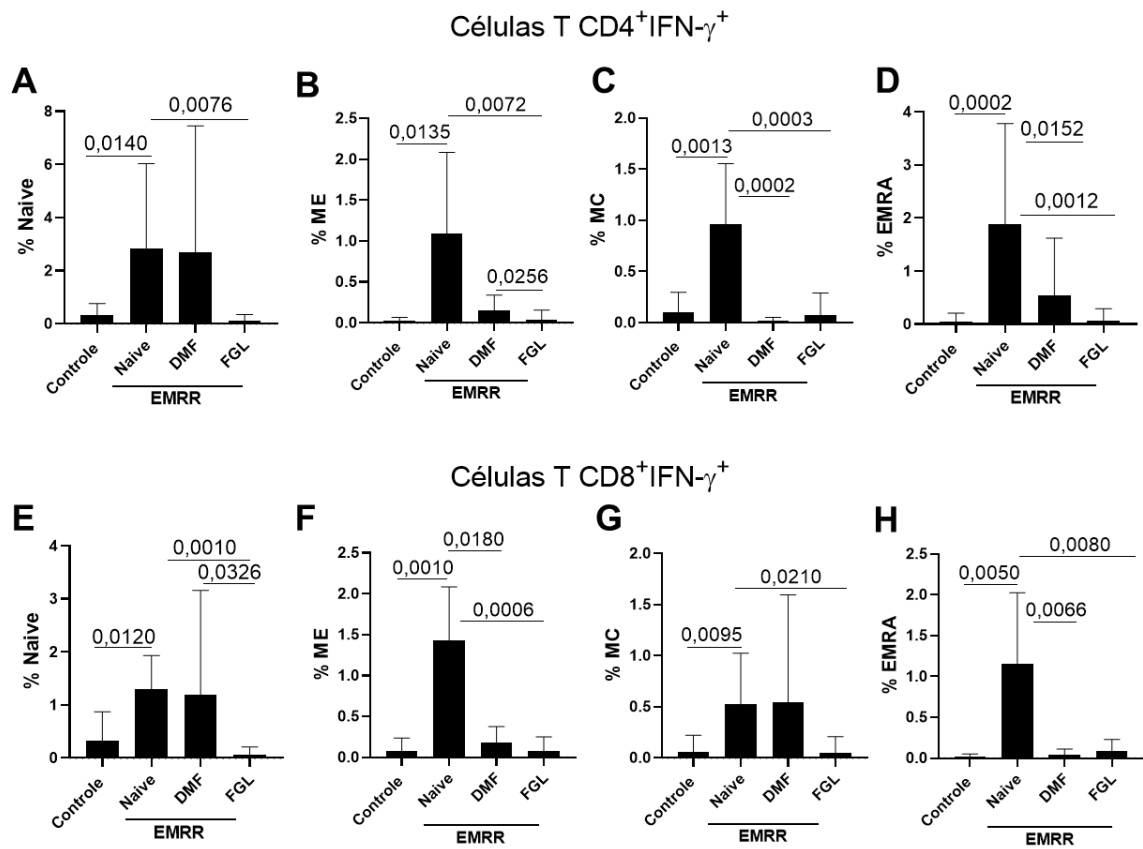 Células T CD4⁺IFN-γ⁺
A
% Naive
8
6
4
2
0
0,0140
0,0076
Controle
Naive
DMF
FGL
EMRR
B
% ME
2.5
2.0
1.5
1.0
0.5
0.0
0,0135
0,0072
0,0256
Controle
Naive
DMF
FGL
EMRR
C
% MC
2.0
1.5
1.0
0.5
0.0
0,0003
0,0013
0,0002
Controle
Naive
DMF
FGL
EMRR
D
% EMRA
4
3
2
1
0
0,0002
0,0152
0,0012
Controle
Naive
DMF
FGL
EMRR
Células T CD8⁺IFN-γ⁺
E
% Naive
4
3
2
1
0
0,0010
0,0326
0,0120
Controle
Naive
DMF
FGL
EMRR
F
% ME
2.5
2.0
1.5
1.0
0.5
0.0
0,0180
0,0010
0,0006
Controle
Naive
DMF
FGL
EMRR
G
% MC
2.0
1.5
1.0
0.5
0.0
0,0210
0,0095
Controle
Naive
DMF
FGL
EMRR
H
% EMRA
2.5
2.0
1.5
1.0
0.5
0.0
0,0080
0,0050
0,0066
Controle
Naive
DMF
FGL
EMRR